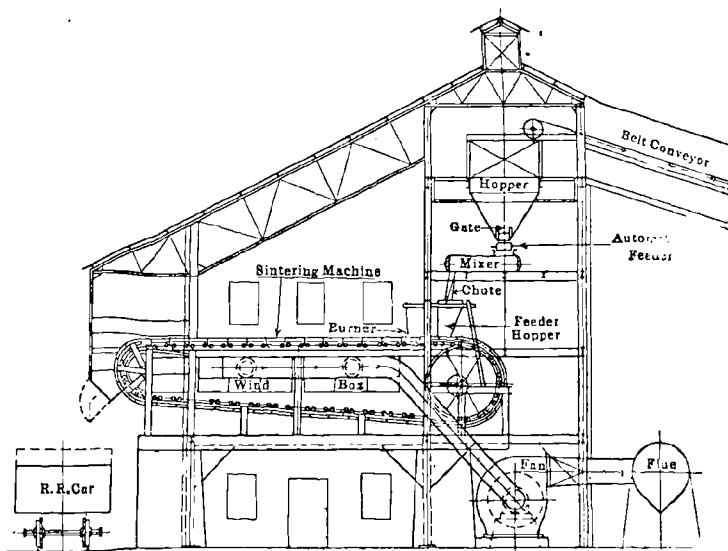 Belt Conveyor
Hopper
Gate
Feeder
Mixer
Sintering Machine
Chute
Burner
Feeder
Hopper
Wind
Box
Fan
Flue
R.R.Car